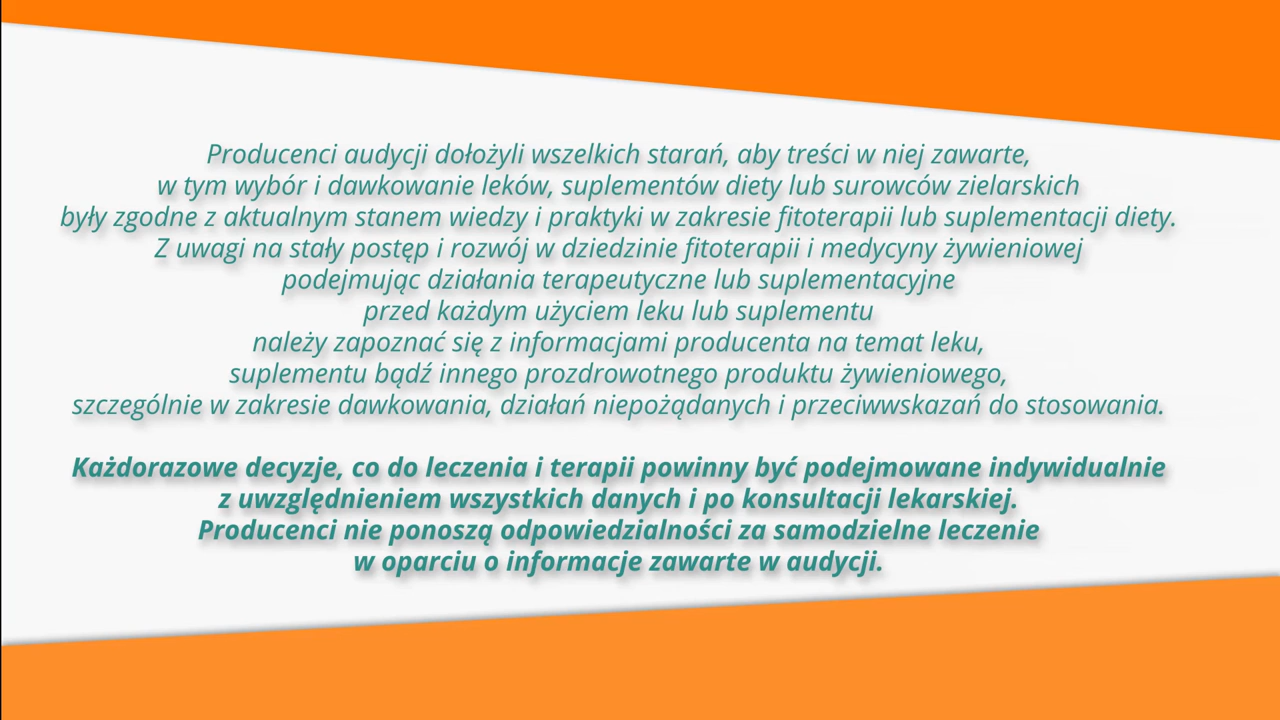 Producenci audycji dołożyli wszelkich starań, aby treści w niej zawarte,
w tym wybór i dawkowanie leków, suplementów diety lub surowców zielarskich
były zgodne z aktualnym stanem wiedzy i praktyki w zakresie fitoterapii lub suplementacji diety.
Z uwagi na stały postęp i rozwój w dziedzinie fitoterapii i medycyny żywieniowej
podejmując działania terapeutyczne lub suplementacyjne
przed każdym użyciem leku lub suplementu
należy zapoznać się z informacjami producenta na temat leku,
suplementu bądź innego prozdrowotnego produktu żywieniowego,
szczególnie w zakresie dawkowania, działań niepożądanych i przeciwwskazań do stosowania.
Każdorazowe decyzje, co do leczenia i terapii powinny być podejmowane indywidualnie
z uwzględnieniem wszystkich danych i po konsultacji lekarskiej.
Producenci nie ponoszą odpowiedzialności za samodzielne leczenie
w oparciu o informacje zawarte w audycji.